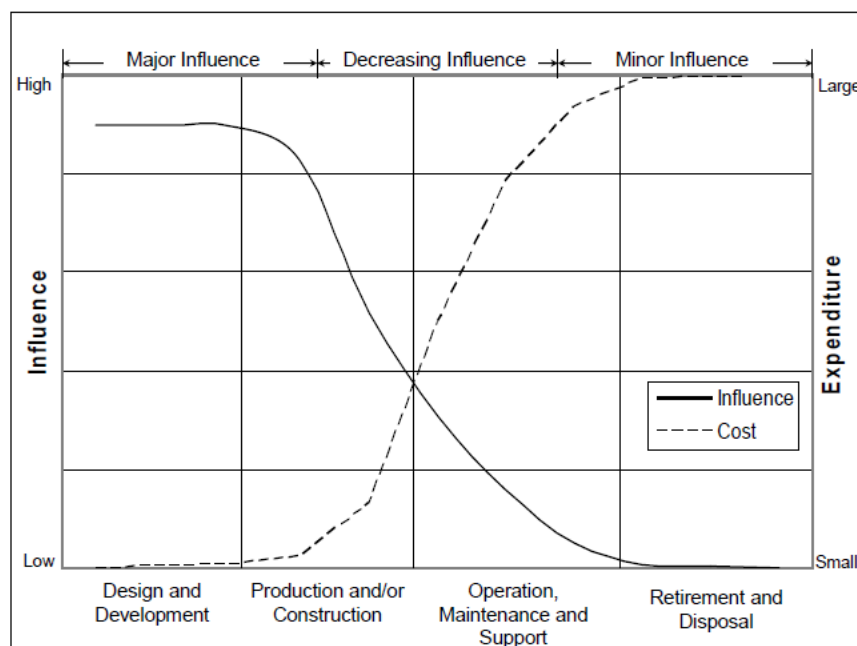 Major Influence Decreasing Influence Minor Influence
High Large
Influence
Expenditure
Influence
Cost
Low Small
Design and Development
Production and/or Construction
Operation, Maintenance and Support
Retirement and Disposal